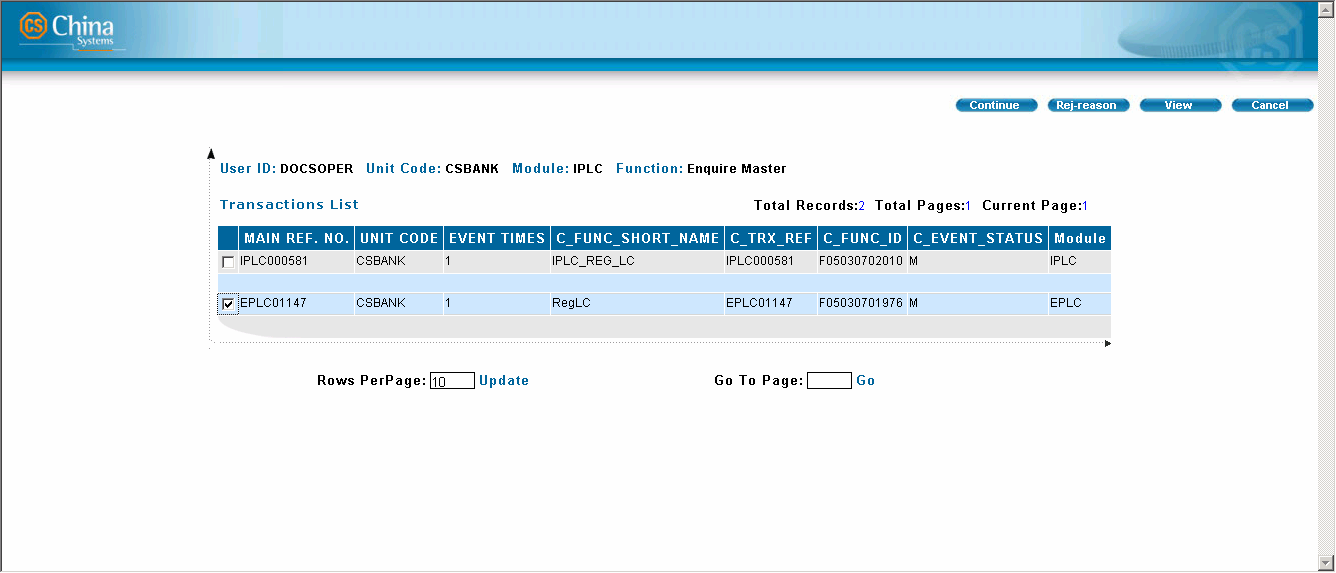 CS China
Systems
CSI
Continue Rej-reason View Cancel
User ID: DOCSOPER Unit Code: CSBANK Module: IPLC Function: Enquire Master
Transactions List Total Records:2 Total Pages:1 Current Page:1
MAIN REF. NO. UNIT CODE EVENT TIMES C_FUNC_SHORT_NAME C_TRX_REF C_FUNC_ID C_EVENT_STATUS Module
IPLC000581 CSBANK 1 IPLC_REG_LC IPLC000581 F05030702010 M IPLC
EPLC01147 CSBANK 1 RegLC EPLC01147 F05030701976 M EPLC
Rows PerPage: 10 Update Go To Page: Go